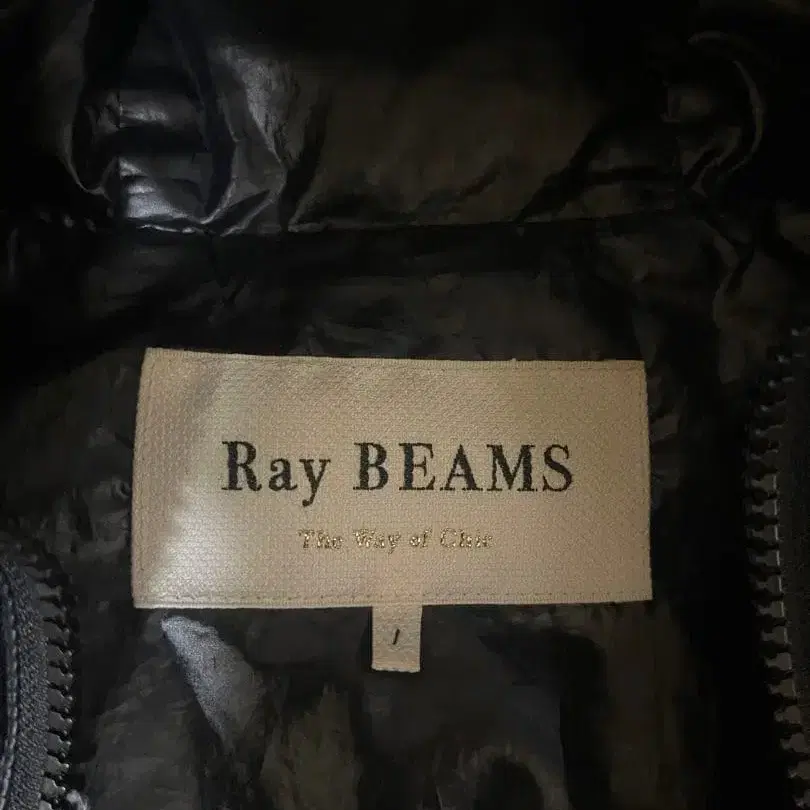 Ray BEAMS
The Way of Chic
1